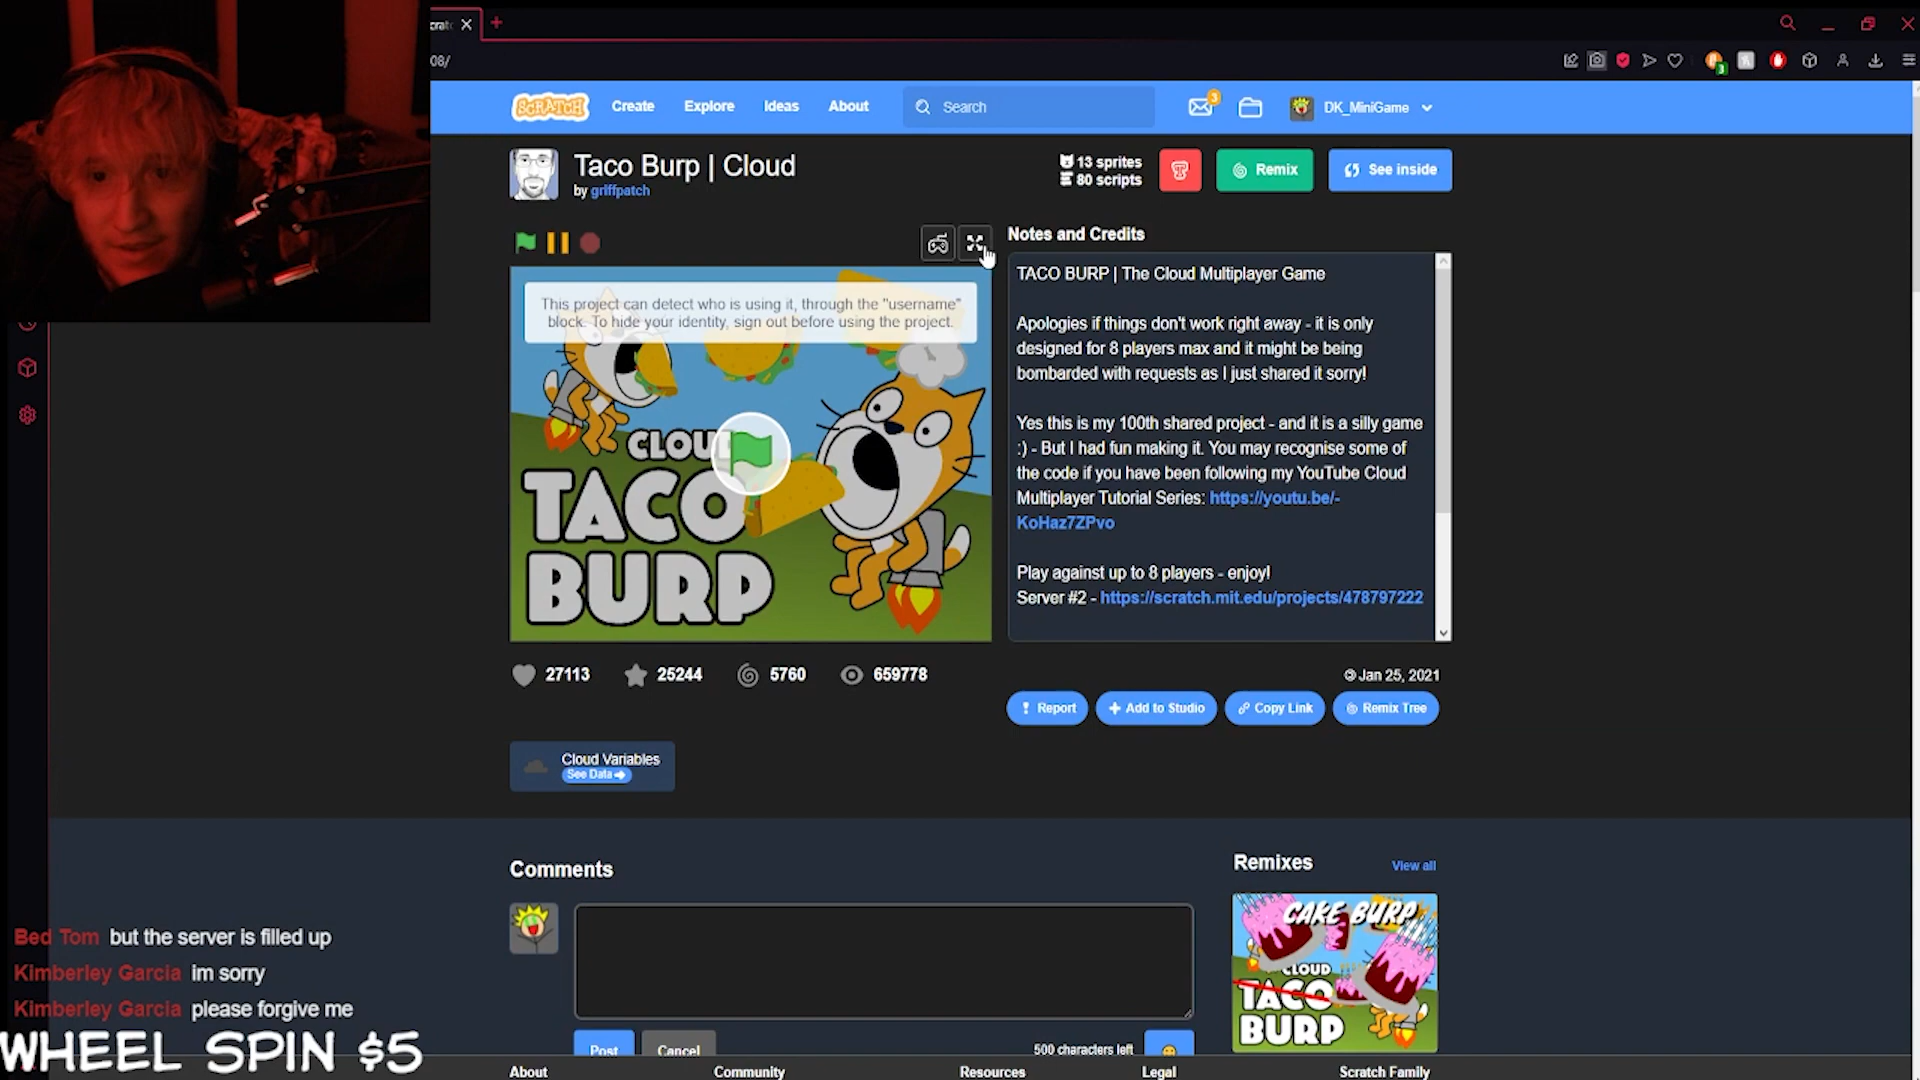 08/
SCRATCH
Create
Explore
Ideas
About
Search
3
DK_MiniGame
3
Taco Burp | Cloud
by griffpatch
13 sprites
80 scripts
Remix
See inside
Notes and Credits
This project can detect who is using it, through the "username"
block. To hide your identity, sign out before using the project.
CLOUD
TACO
BURP
TACO BURP | The Cloud Multiplayer Game
Apologies if things don't work right away - it is only
designed for 8 players max and it might be being
bombarded with requests as I just shared it sorry!
Yes this is my 100th shared project - and it is a silly game
:) - But I had fun making it. You may recognise some of
the code if you have been following my YouTube Cloud
Multiplayer Tutorial Series: https://youtu.be/-
KoHaz7ZPvo
Play against up to 8 players - enjoy!
Server #2 - https://scratch.mit.edu/projects/478797222
27113
25244
5760
659778
© Jan 25, 2021
Report
Add to Studio
Copy Link
Remix Tree
Cloud Variables
See Data
Comments
Remixes
View all
CAKE BURP
CLOUD
TACO
BURP
Bed Tom but the server is filled up
Kimberley Garcia im sorry
Kimberley Garcia please forgive me
WHEEL SPIN $5
Post
Cancel
500 characters left
About
Community
Resources
Legal
Scratch Family